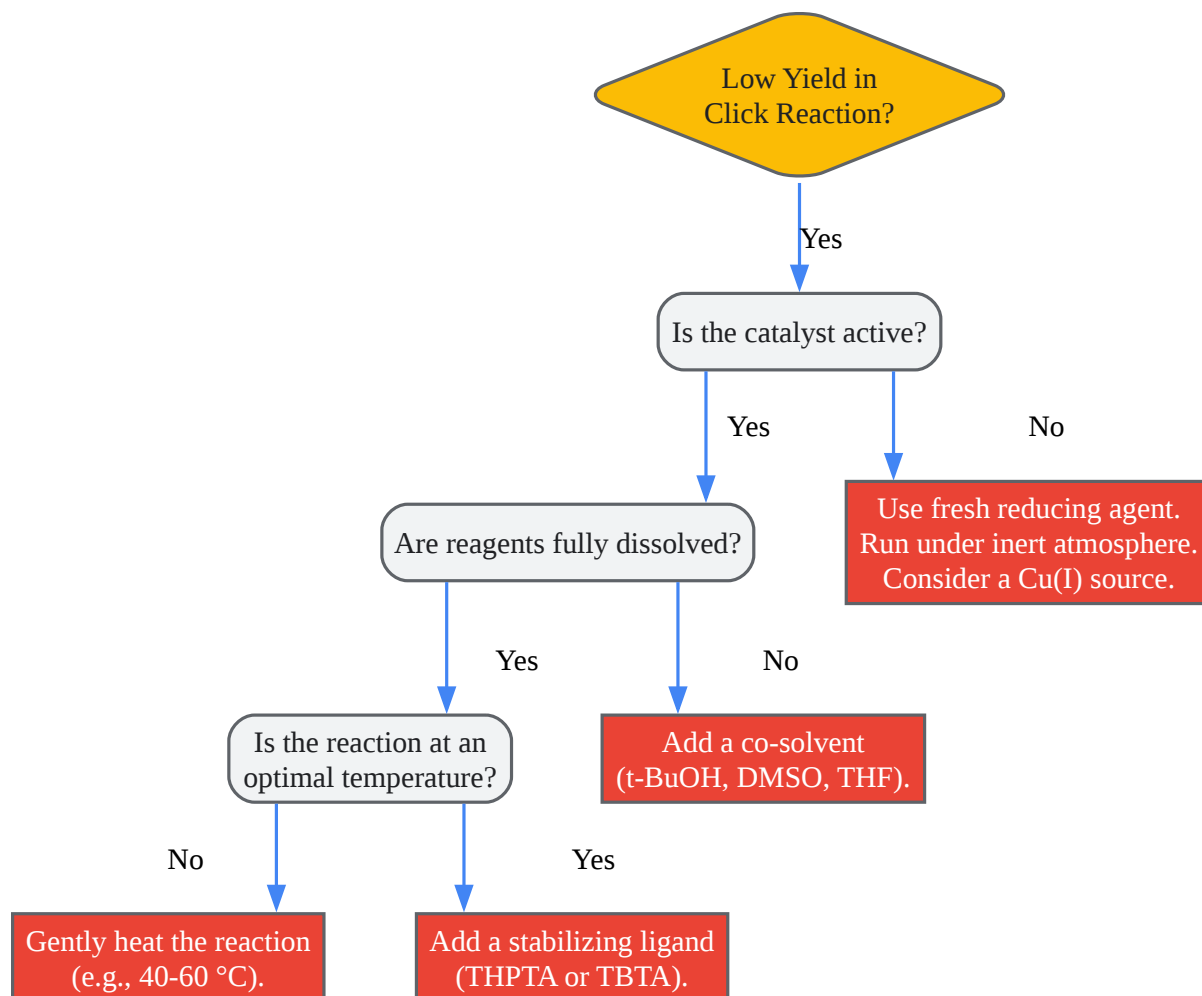 Low Yield in
Click Reaction?
Yes
Is the catalyst active?
Yes
No
Use fresh reducing agent.
Run under inert atmosphere.
Consider a Cu(I) source.
Are reagents fully dissolved?
Yes
No
Is the reaction at an
optimal temperature?
Add a co-solvent
(t-BuOH, DMSO, THF).
No
Yes
Gently heat the reaction
(e.g., 40-60 °C).
Add a stabilizing ligand
(THPTA or TBTA).